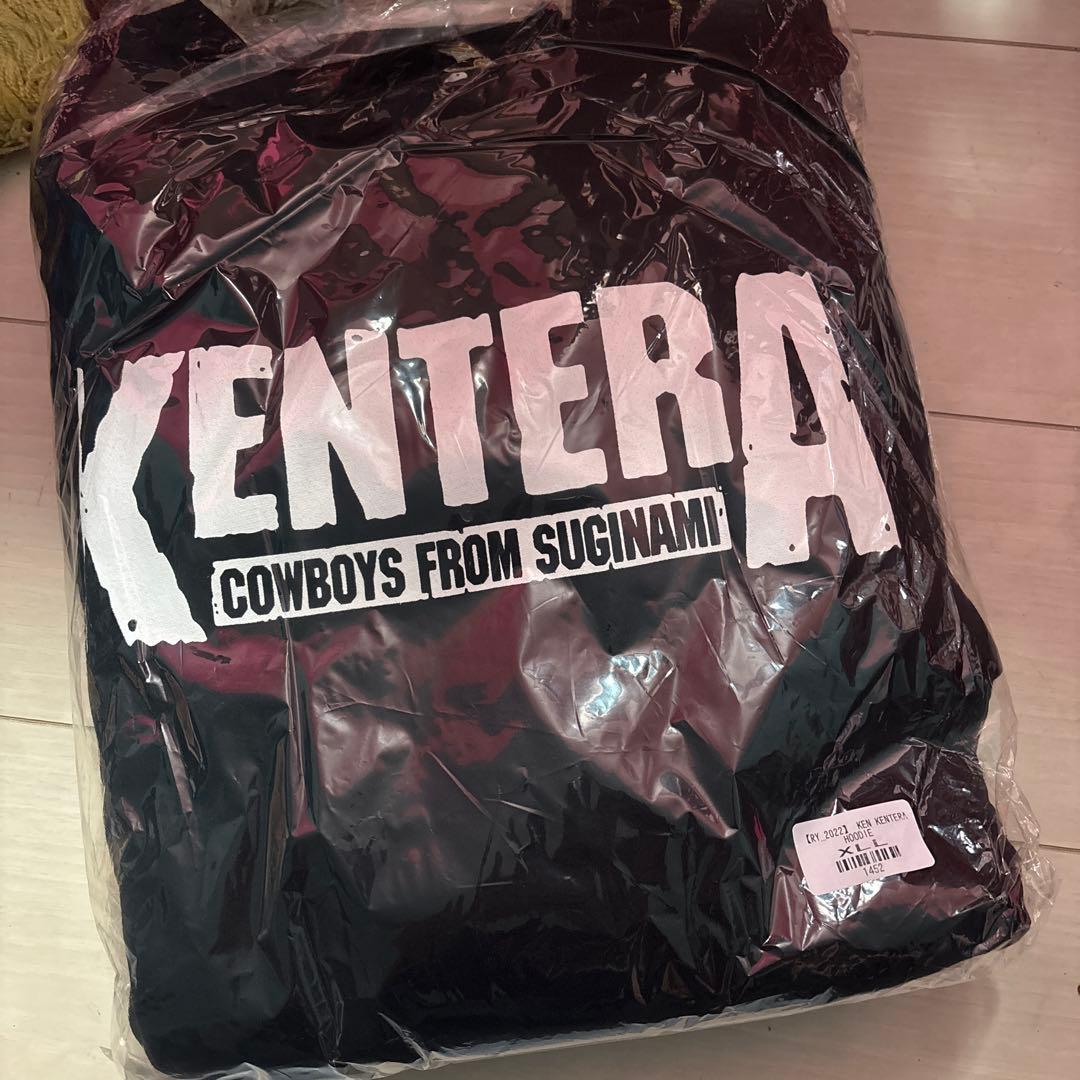 KENTERA
COWBOYS FROM SUGINAMI
【RY_2022】 KEN KENTERA
HOODIE
XLL
1452